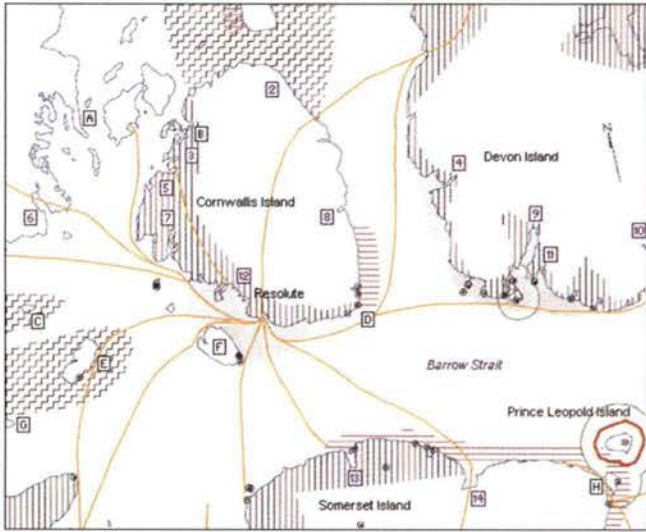 2
A
B
3
4
Devon Island
N
5
Cornwallis Island
6
7
8
9
10
11
12
Resolute
C
D
F
E
Barrow Strait
G
Prince Leopold Island
13
H
14
Somerset Island